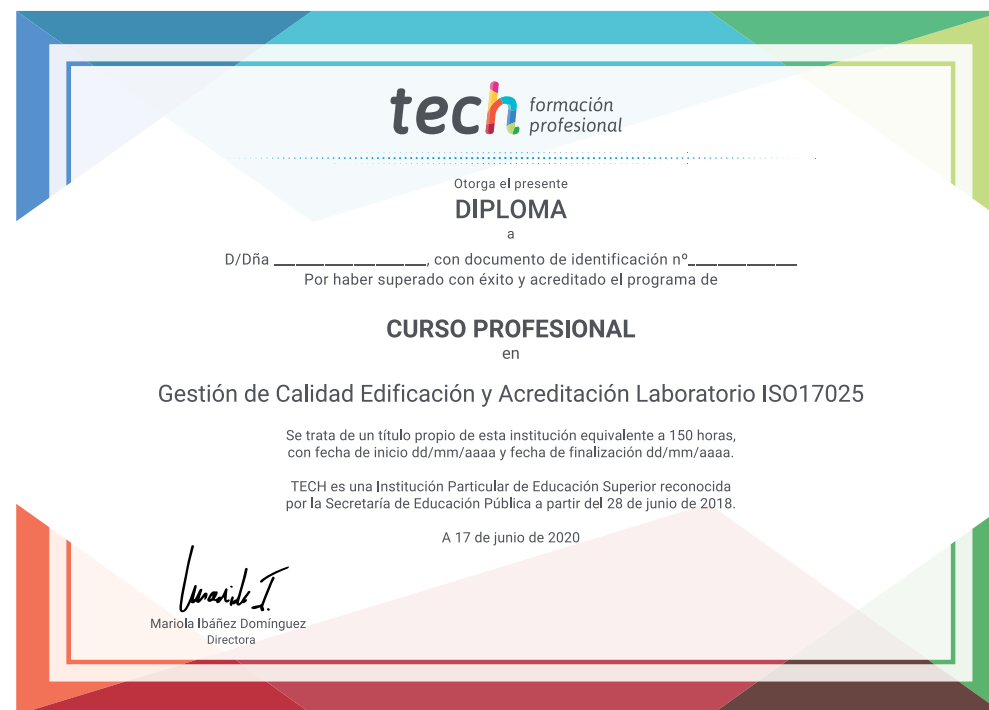 tech formación
profesional
Otorga el presente
DIPLOMA
a
D/Dña ______________, con documento de identificación nº__________
Por haber superado con éxito y acreditado el programa de
CURSO PROFESIONAL
en
Gestión de Calidad Edificación y Acreditación Laboratorio ISO17025
Se trata de un título propio de esta institución equivalente a 150 horas,
con fecha de inicio dd/mm/aaaa y fecha de finalización dd/mm/aaaa.
TECH es una Institución Particular de Educación Superior reconocida
por la Secretaría de Educación Pública a partir del 28 de junio de 2018.
A 17 de junio de 2020
Mariola Ibáñez Domínguez
Directora